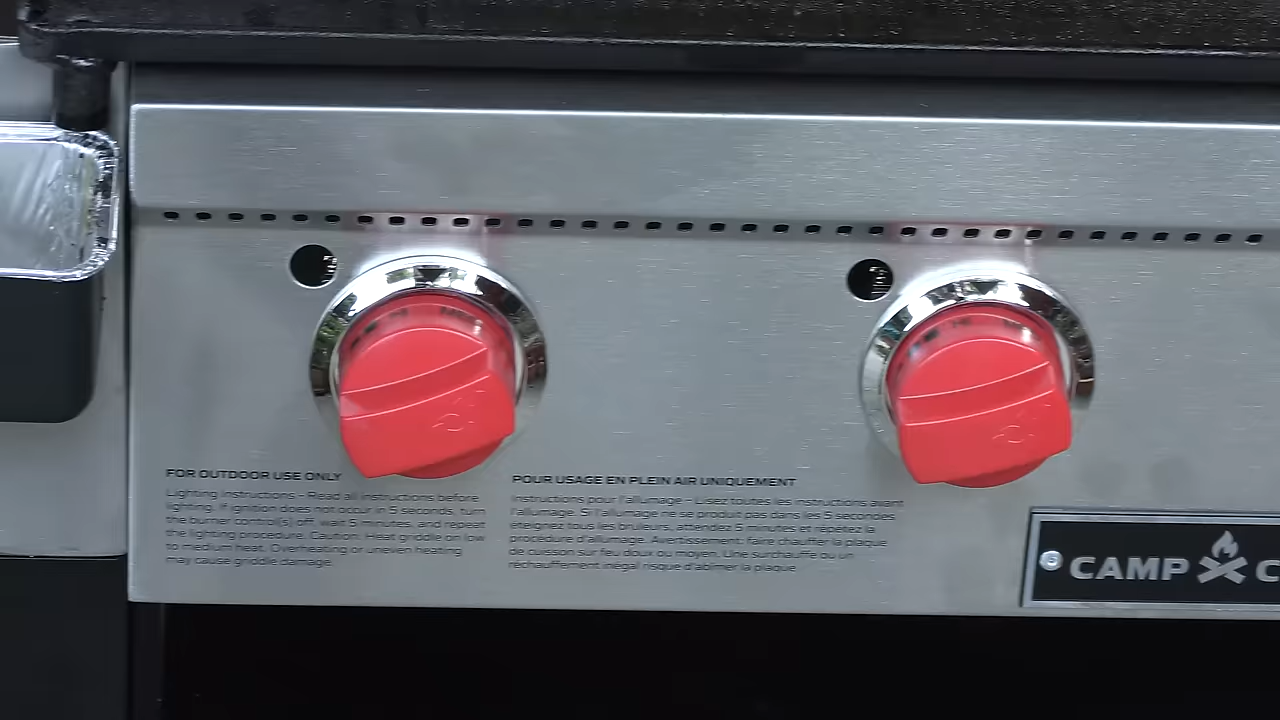 FOR OUTDOOR USE ONLY
Lighting Instructions - Read all instructions before
lighting. If ignition does not occur in 5 seconds, turn
the burner control(s) off, wait 5 minutes, and repeat
the lighting procedure. Caution: Heat griddle on low
to medium heat. Overheating or uneven heating
may cause griddle damage.
POUR USAGE EN PLEIN AIR UNIQUEMENT
Instructions pour l'allumage - Lisez toutes les instructions avant
l'allumage. Si l'allumage ne se produit pas dans les 5 secondes
éteignez tous les bruleurs, attendez 5 minutes et répétez la
procédure d'allumage. Avertissement: faire chauffer la plaque
de cuisson sur feu doux ou moyen. Une surchauffe ou un
réchauffement inégal risque d'abîmer la plaque
CAMP C